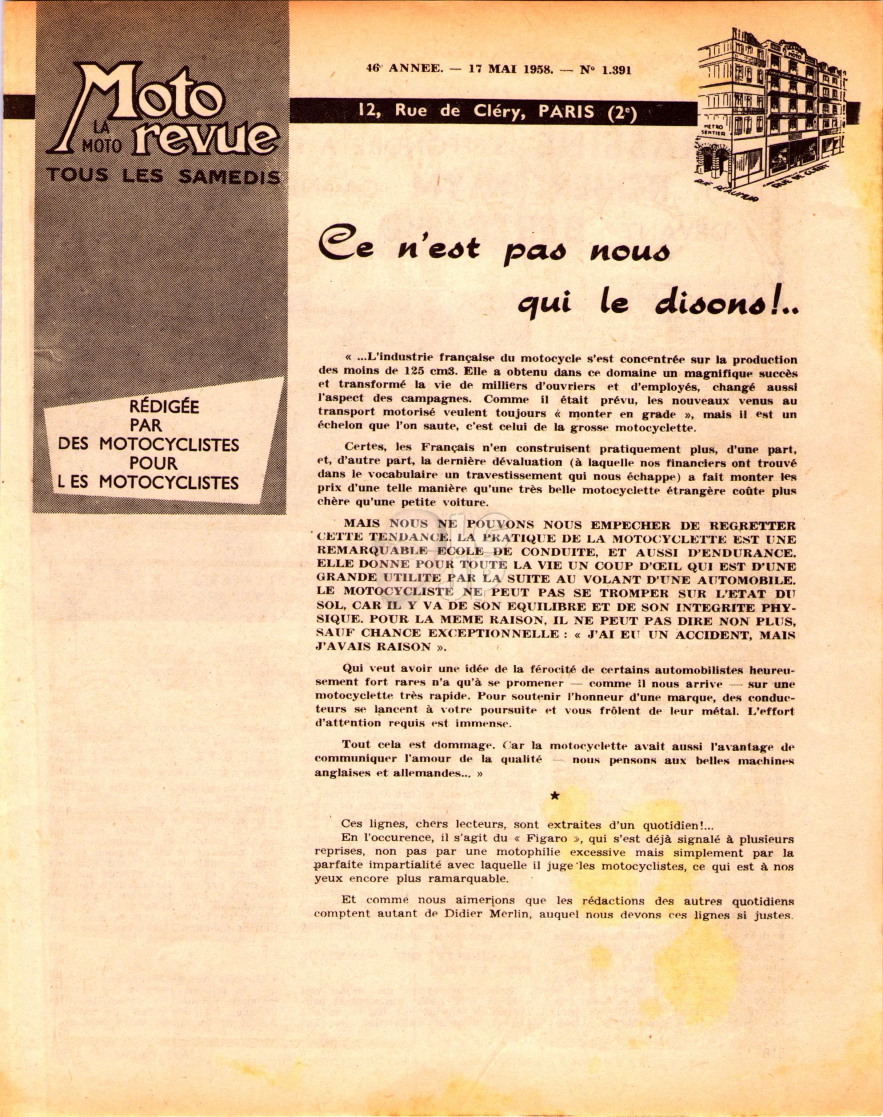 46e ANNEE. — 17 MAI 1958. — N° 1.391
12, Rue de Cléry, PARIS (2e)
Moto
LA
MOTO revue
TOUS LES SAMEDIS
METRO
SENTIER
RUE REAUMUR
RUE DE CLERY
Ce n'est pas nous
qui le disons!..
RÉDIGÉE
PAR
DES MOTOCYCLISTES
POUR
LES MOTOCYCLISTES
« ...L'industrie française du motocycle s'est concentrée sur la production
des moins de 125 cm3. Elle a obtenu dans ce domaine un magnifique succès
et transformé la vie de milliers d'ouvriers et d'employés, changé aussi
l'aspect des campagnes. Comme il était prévu, les nouveaux venus au
transport motorisé veulent toujours « monter en grade », mais il est un
échelon que l'on saute, c'est celui de la grosse motocyclette.
Certes, les Français n'en construisent pratiquement plus, d'une part,
et, d'autre part, la dernière dévaluation (à laquelle nos financiers ont trouvé
dans le vocabulaire un travestissement qui nous échappe) a fait monter les
prix d'une telle manière qu'une très belle motocyclette étrangère coûte plus
chère qu'une petite voiture.
MAIS NOUS NE POUVONS NOUS EMPECHER DE REGRETTER
CETTE TENDANCE. LA PRATIQUE DE LA MOTOCYCLETTE EST UNE
REMARQUABLE ECOLE DE CONDUITE, ET AUSSI D'ENDURANCE.
ELLE DONNE POUR TOUTE LA VIE UN COUP D'ŒIL QUI EST D'UNE
GRANDE UTILITE PAR LA SUITE AU VOLANT D'UNE AUTOMOBILE.
LE MOTOCYCLISTE NE PEUT PAS SE TROMPER SUR L'ETAT DU
SOL, CAR IL Y VA DE SON EQUILIBRE ET DE SON INTEGRITE PHY-
SIQUE. POUR LA MEME RAISON, IL NE PEUT PAS DIRE NON PLUS,
SAUF CHANCE EXCEPTIONNELLE : « J'AI EU UN ACCIDENT, MAIS
J'AVAIS RAISON ».
Qui veut avoir une idée de la férocité de certains automobilistes heureu-
sement fort rares n'a qu'à se promener — comme il nous arrive — sur une
motocyclette très rapide. Pour soutenir l'honneur d'une marque, des conduc-
teurs se lancent à votre poursuite et vous frôlent de leur métal. L'effort
d'attention requis est immense.
Tout cela est dommage. Car la motocyclette avait aussi l'avantage de
communiquer l'amour de la qualité — nous pensons aux belles machines
anglaises et allemandes... »
★
Ces lignes, chers lecteurs, sont extraites d'un quotidien!...
En l'occurence, il s'agit du « Figaro », qui s'est déjà signalé à plusieurs
reprises, non pas par une motophilie excessive mais simplement par la
parfaite impartialité avec laquelle il juge les motocyclistes, ce qui est à nos
yeux encore plus ramarquable.
Et comme nous aimerions que les rédactions des autres quotidiens
comptent autant de Didier Merlin, auquel nous devons ces lignes si justes.